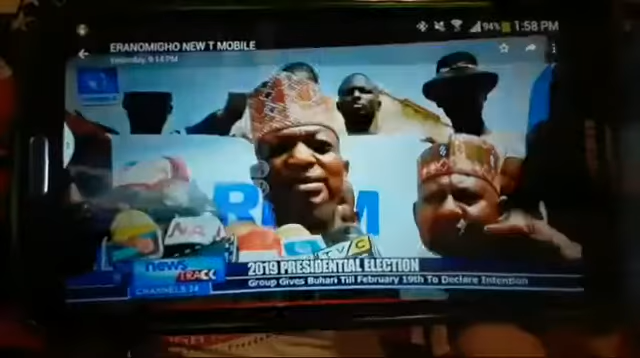 94% 1:58 PM
ERANOMIGHO NEW T MOBILE
Yesterday, 9:14 PM
news
TRACK
CHANNELS 24
2019 PRESIDENTIAL ELECTION
Group Gives Buhari Till February 19th To Declare Intention